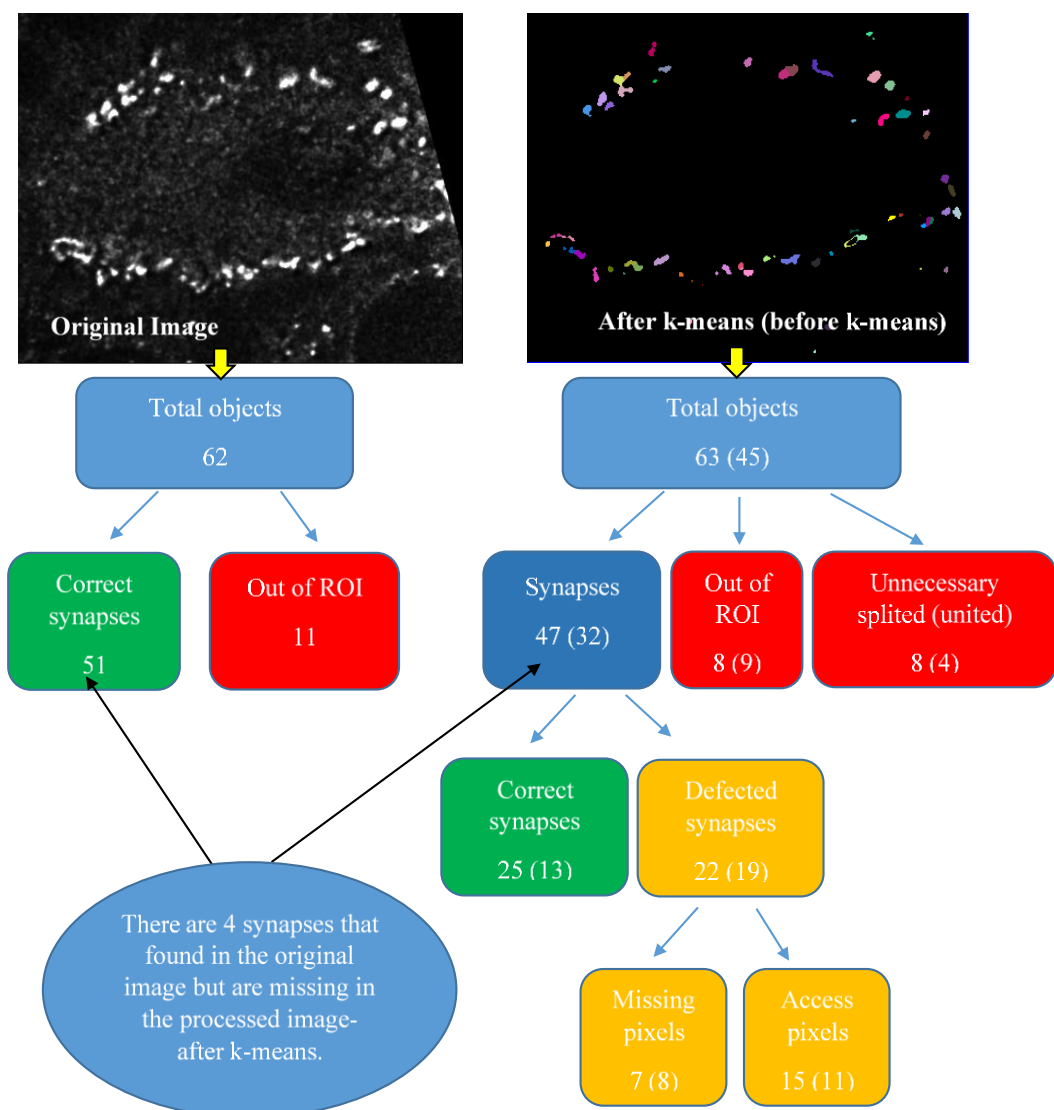 Original Image
After k-means (before k-means)
Total objects
62
Total objects
63 (45)
Correct
synapses
51
Out of ROI
11
Synapses
47 (32)
Out of
ROI
8 (9)
Unnecessary
splited (united)
8 (4)
Correct
synapses
25 (13)
Defected
synapses
22 (19)
There are 4 synapses that
found in the original
image but are missing in
the processed image-
after k-means.
Missing
pixels
7 (8)
Access
pixels
15 (11)